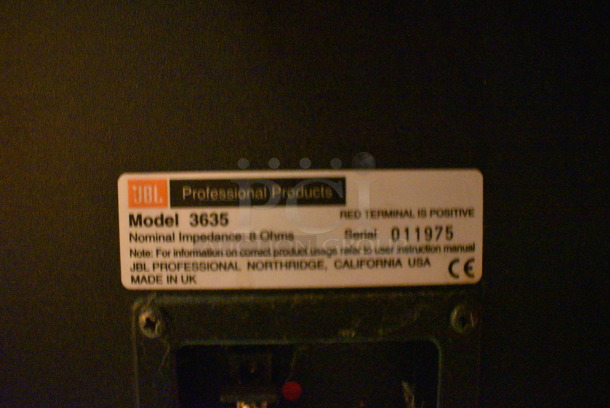 JBL Professional Products
Model 3635 RED TERMINAL IS POSITIVE
Nominal Impedance: 8 Ohms Serial 011975
Note: For information on correct product usage refer to user instruction manual
JBL PROFESSIONAL NORTHRIDGE, CALIFORNIA USA
MADE IN UK CE
PCI